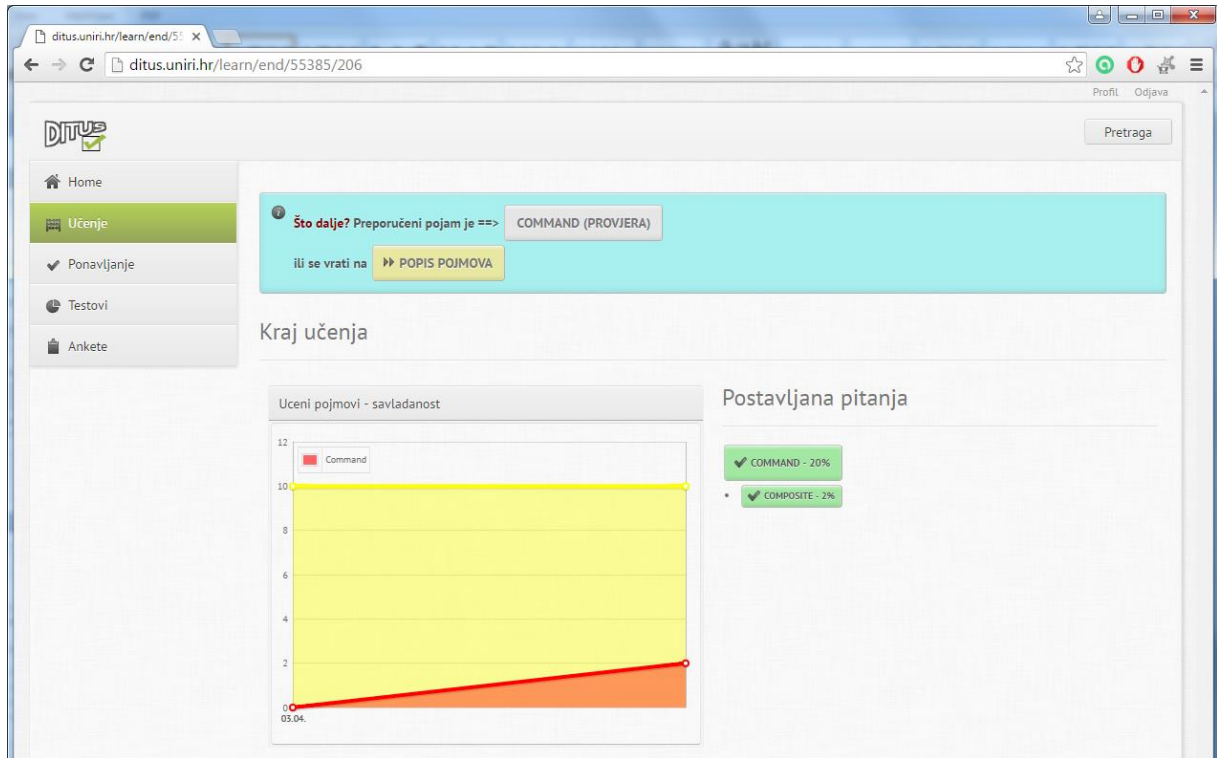 ditus.uniri.hr/learn/end/55
ditus.uniri.hr/learn/end/55385/206
Profil Odjava
DITUS
Pretraga
Home
Učenje
Ponavljanje
Testovi
Ankete
Što dalje? Preporučeni pojam je ==> COMMAND (PROVJERA)
ili se vrati na POPIS POJMOVA
Kraj učenja
Uceni pojmovi - savladanost
12
Command
10
8
6
4
2
0
03.04.
Postavljana pitanja
COMMAND - 20%
COMPOSITE - 2%